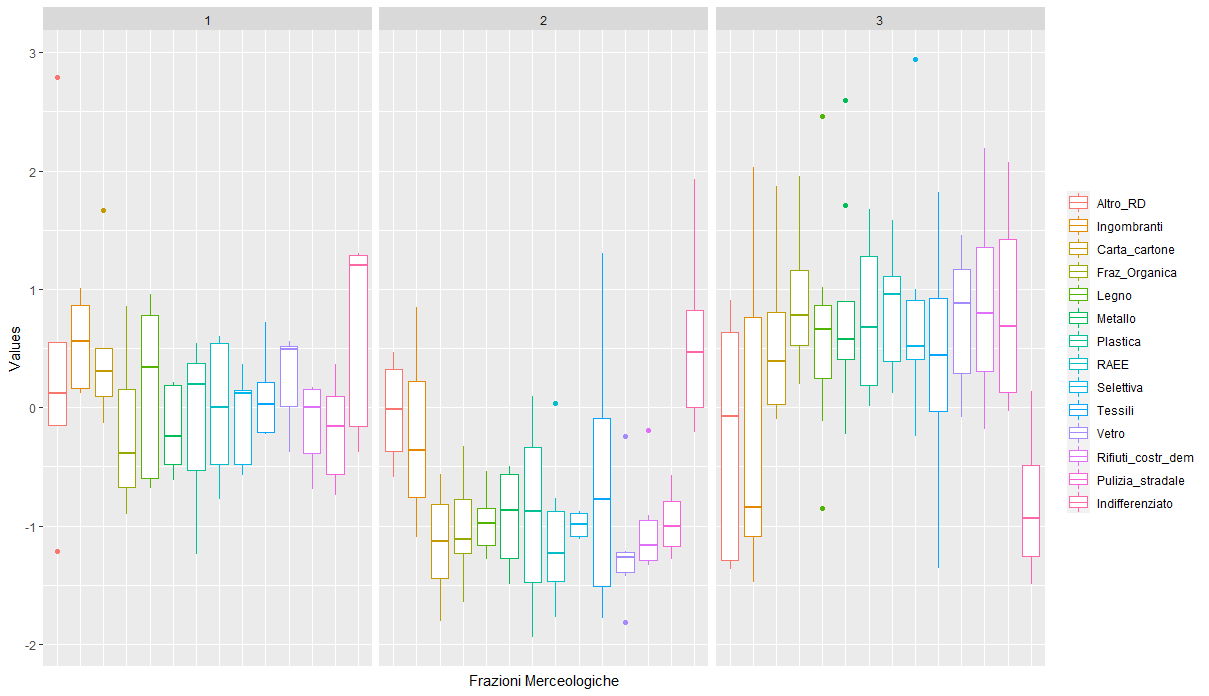 1
2
3
3
2
1
0
-1
-2
Values
Frazioni Merceologiche
Altro_RD
Ingombranti
Carta_cartone
Fraz_Organica
Legno
Metallo
Plastica
RAEE
Selettiva
Tessili
Vetro
Rifiuti_costr_dem
Pulizia_stradale
Indifferenziato